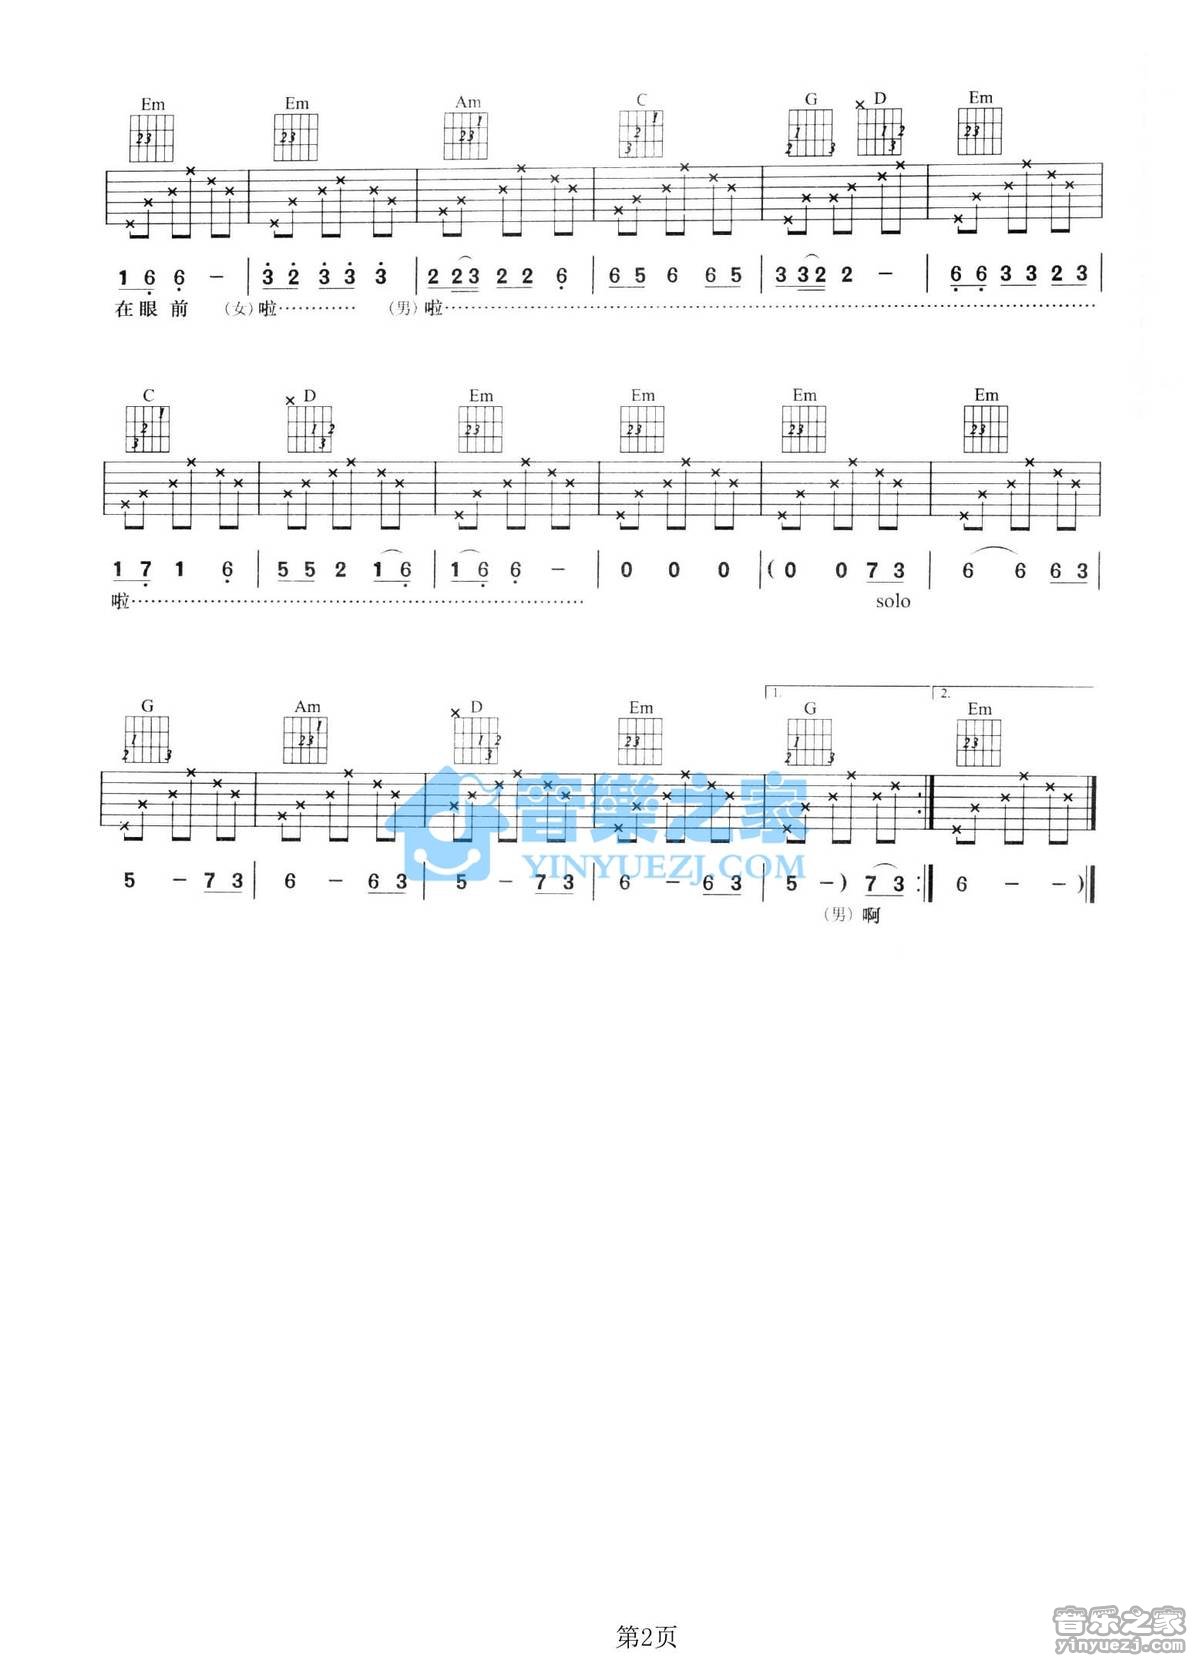 Em Em Am C G D Em
1 6 6 - | 3 2 3 3 3 | 2 2 3 2 2 6 | 6 5 6 6 5 | 3 3 2 2 - | 6 6 3 3 2 3 |
在眼前 (女)啦………… (男)啦…………………………
C D Em Em Em Em
1 7 1 6 | 5 5 2 1 6 | 1 6 6 - | 0 0 0 | (0 0 7 3 | 6 6 6 3 |
啦………………………… solo
1. 2.
G Am D Em G Em
音樂之家
YINYUEZJ.COM
5 - 7 3 | 6 - 6 3 | 5 - 7 3 | 6 - 6 3 | 5 -) 7 3 :‖ 6 - -)‖
(男)啊
第2页
音乐之家
yinyuezj.com